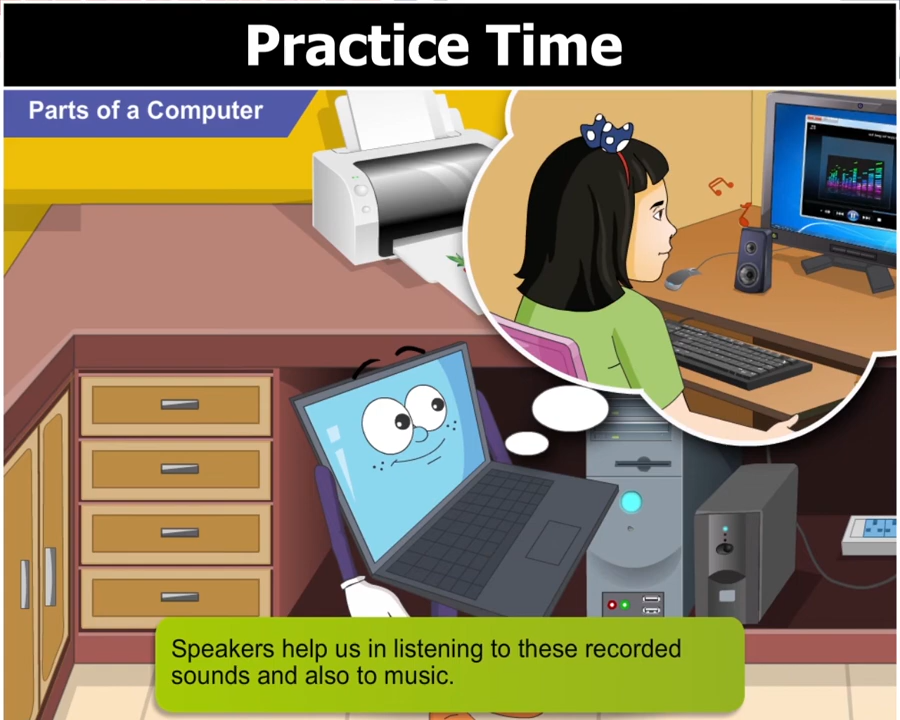 Practice Time
Parts of a Computer
Speakers help us in listening to these recorded
sounds and also to music.